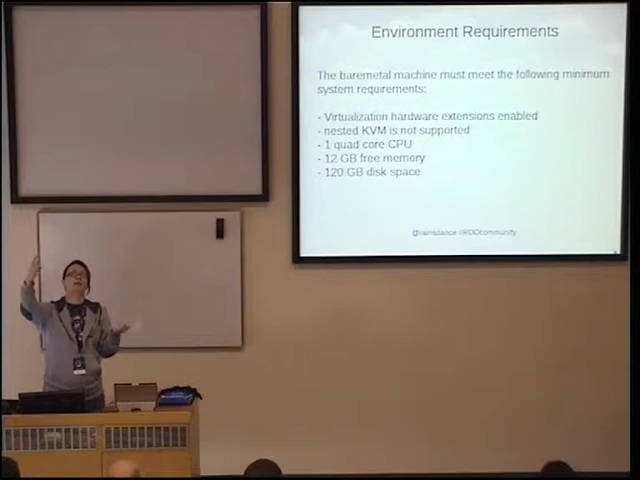 Environment Requirements
The baremetal machine must meet the following minimum
system requirements:
- Virtualization hardware extensions enabled
- nested KVM is not supported
- 1 quad core CPU
- 12 GB free memory
- 120 GB disk space
@rainsdance //RDOcommunity